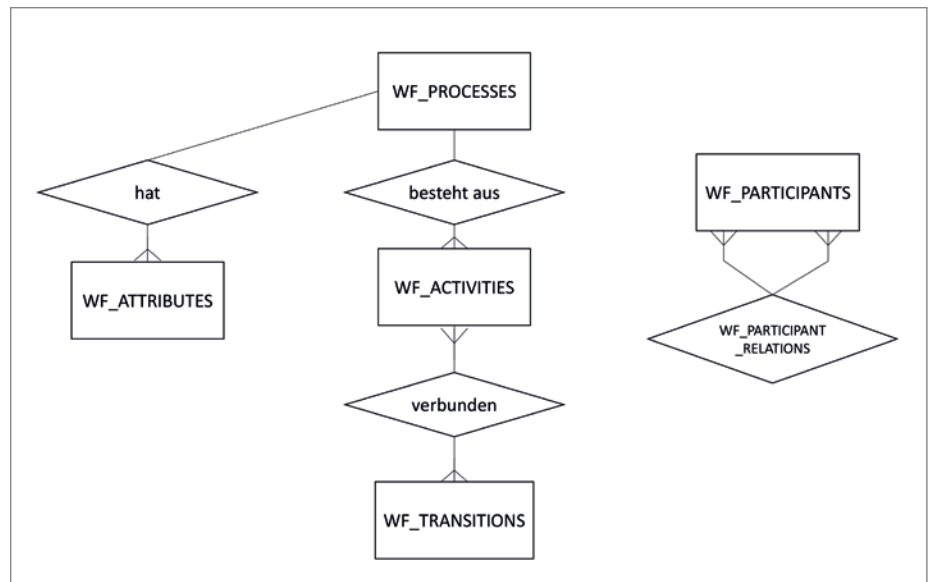 WF_PROCESSES
hat
besteht aus
WF_PARTICIPANTS
WF_ATTRIBUTES
WF_ACTIVITIES
WF_PARTICIPANT
_RELATIONS
verbunden
WF_TRANSITIONS